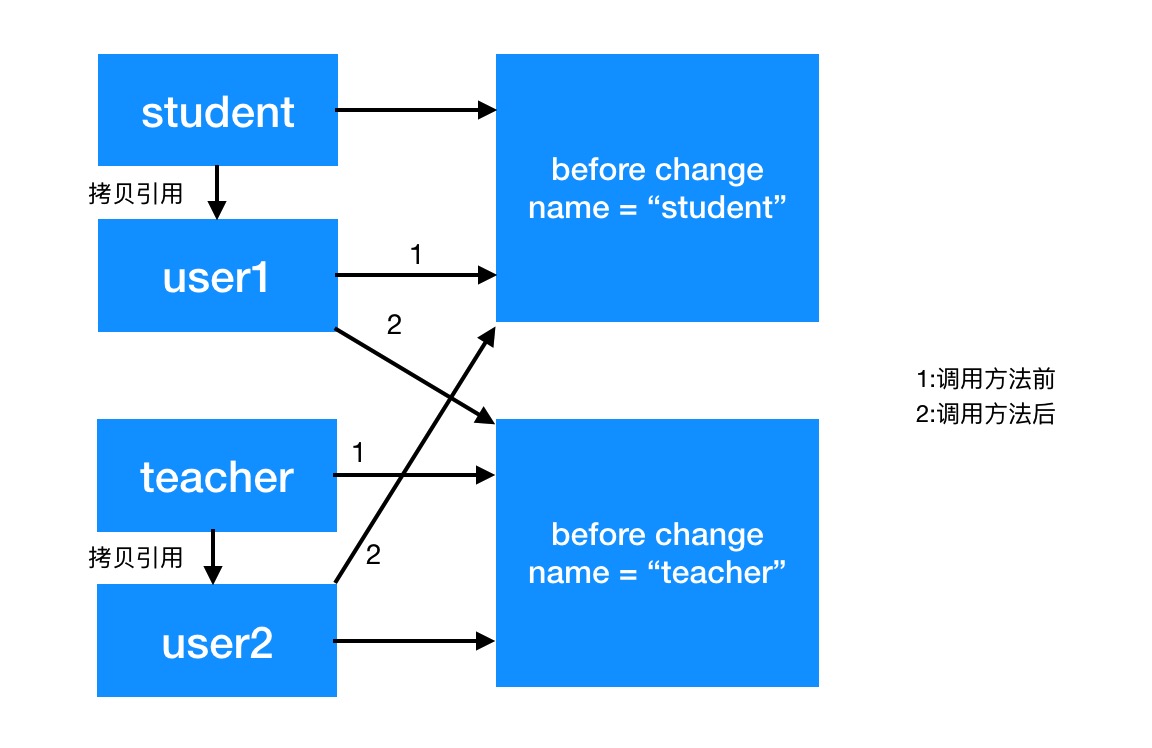 student
before change
name = “student”
拷贝引用
user1
1
2
1:调用方法前
2:调用方法后
teacher
1
before change
name = “teacher”
拷贝引用
2
user2